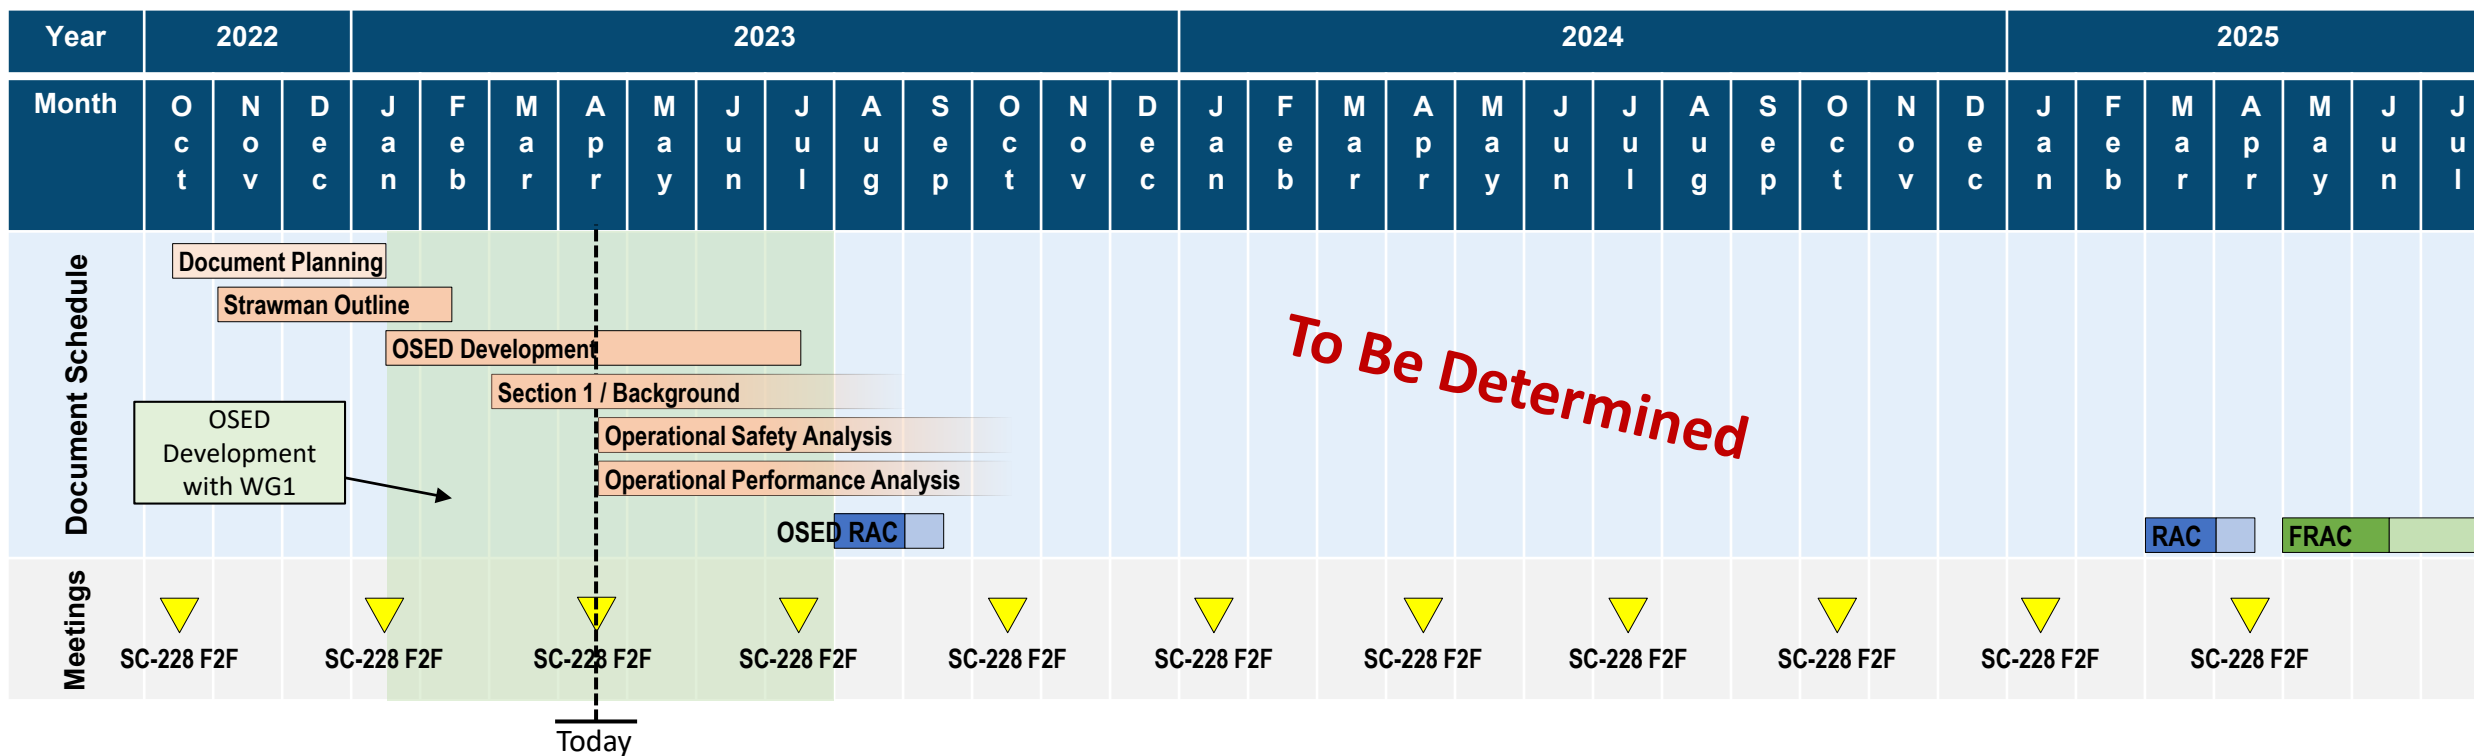 Year 2022 2023 2024 2025
Month Oct Nov Dec Jan Feb Mar Apr May Jun Jul Aug Sep Oct Nov Dec Jan Feb Mar Apr May Jun Jul Aug Sep Oct Nov Dec Jan Feb Mar Apr May Jun Jul
Document Schedule
Document Planning
Strawman Outline
OSED Development
Section 1 / Background
Operational Safety Analysis
Operational Performance Analysis
OSED
Development
with WG1
To Be Determined
OSED RAC
RAC
FRAC
Meetings
SC-228 F2F SC-228 F2F SC-228 F2F SC-228 F2F SC-228 F2F SC-228 F2F SC-228 F2F SC-228 F2F SC-228 F2F SC-228 F2F SC-228 F2F
Today